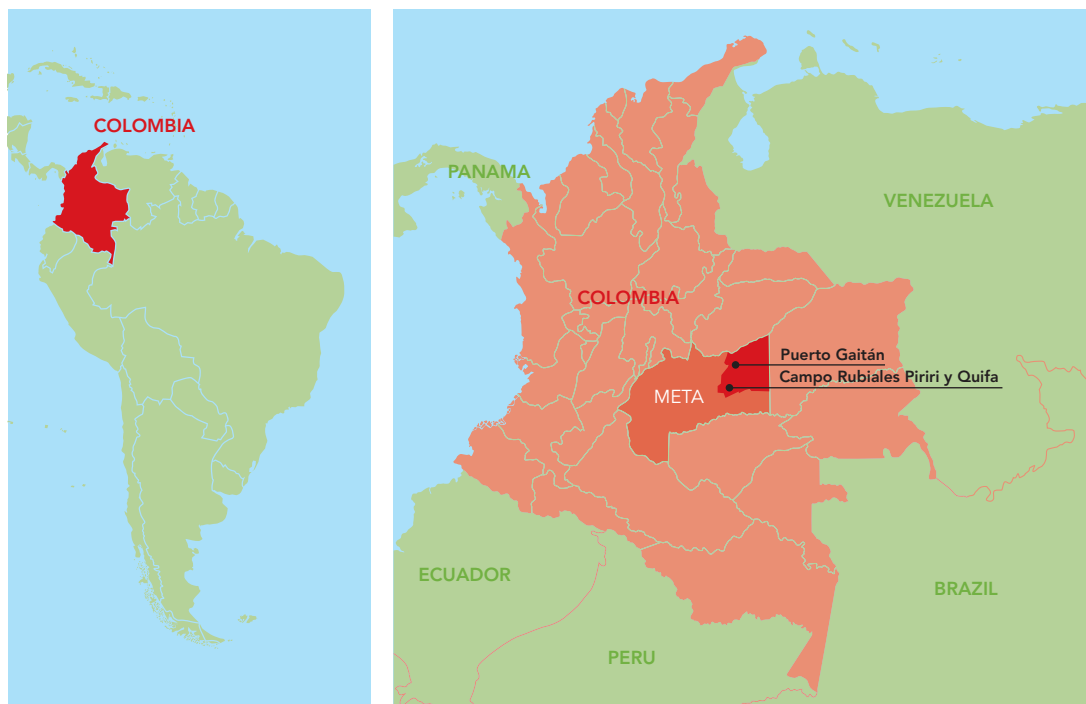 COLOMBIA
PANAMA
VENEZUELA
COLOMBIA
Puerto Gaitán
Campo Rubiales Piriri y Quifa
META
ECUADOR
BRAZIL
PERU